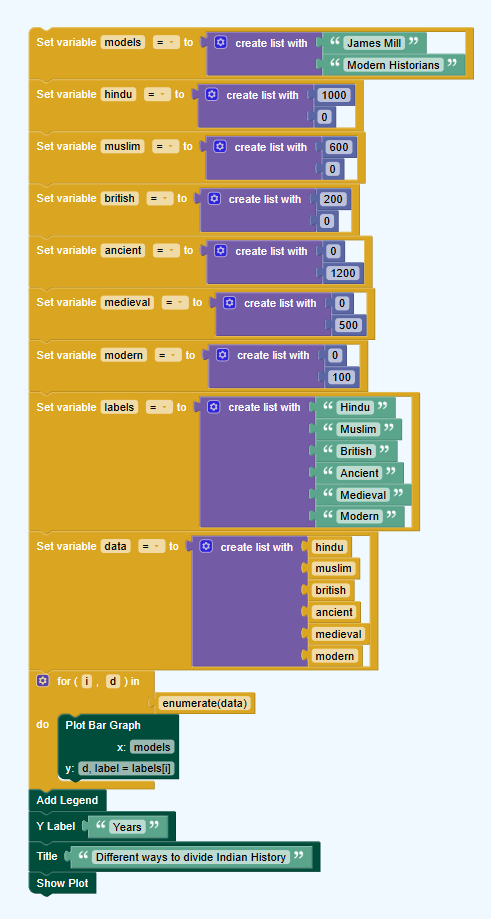 Set variable models = to create list with “ James Mill ”
“ Modern Historians ”
Set variable hindu = to create list with 1000
0
Set variable muslim = to create list with 600
0
Set variable british = to create list with 200
0
Set variable ancient = to create list with 0
1200
Set variable medieval = to create list with 0
500
Set variable modern = to create list with 0
100
Set variable labels = to create list with “ Hindu ”
“ Muslim ”
“ British ”
“ Ancient ”
“ Medieval ”
“ Modern ”
Set variable data = to create list with hindu
muslim
british
ancient
medieval
modern
for ( i , d ) in
enumerate(data)
do Plot Bar Graph
x: models
y: d, label = labels[i]
Add Legend
Y Label “ Years ”
Title “ Different ways to divide Indian History ”
Show Plot